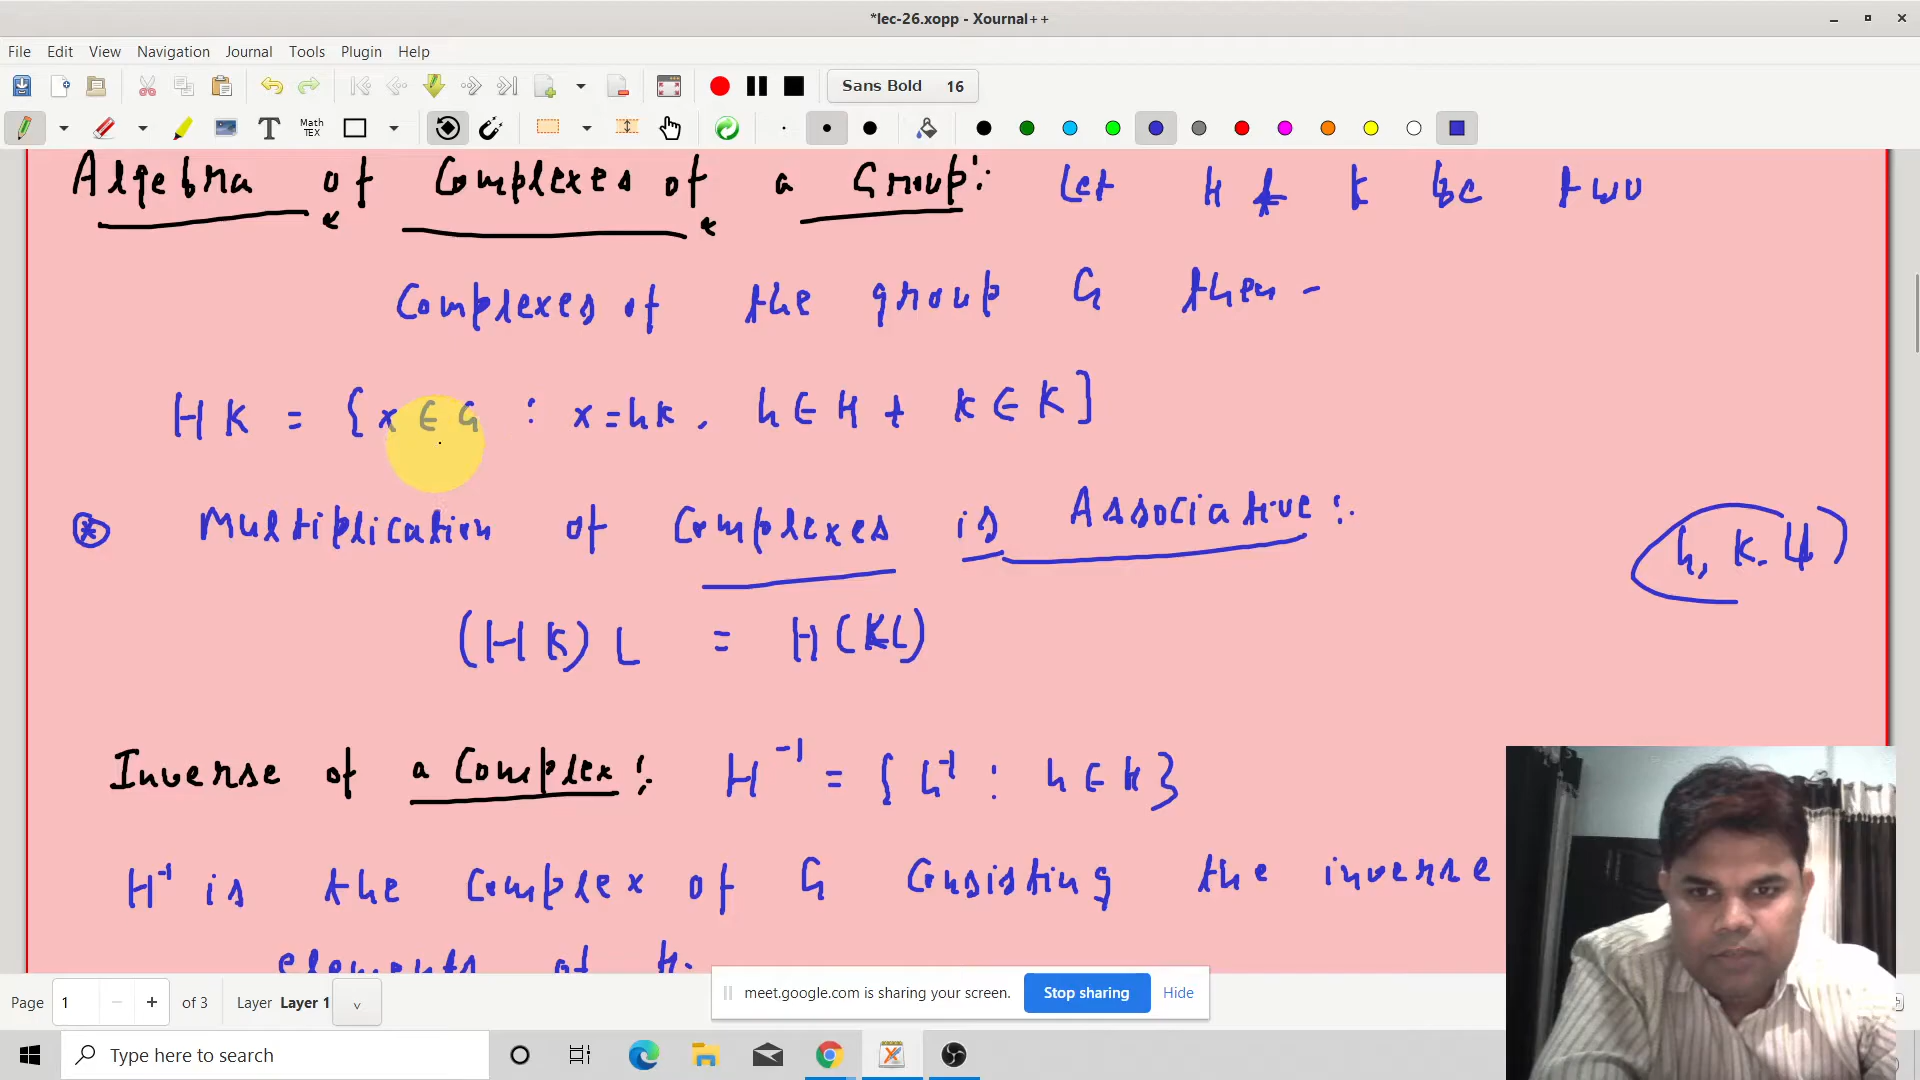 *lec-26.xopp - Xournal++
File Edit View Navigation Journal Tools Plugin Help
Sans Bold 16
Math TEX
Algebra of Complexes of a Group: Let H & K be two
Complexes of the group G then -
HK = { x ∈ G : x = hk, h ∈ H + k ∈ K ]
* Multiplication of Complexes is Associative :.
(HK) L = H (KL)
Inverse of a Complex : H⁻¹ = { h⁻¹ : h ∈ H }
H⁻¹ is the Complex of G Consisting the inverse
elements of H.
Page 1 of 3 Layer Layer 1
meet.google.com is sharing your screen. Stop sharing Hide
Type here to search